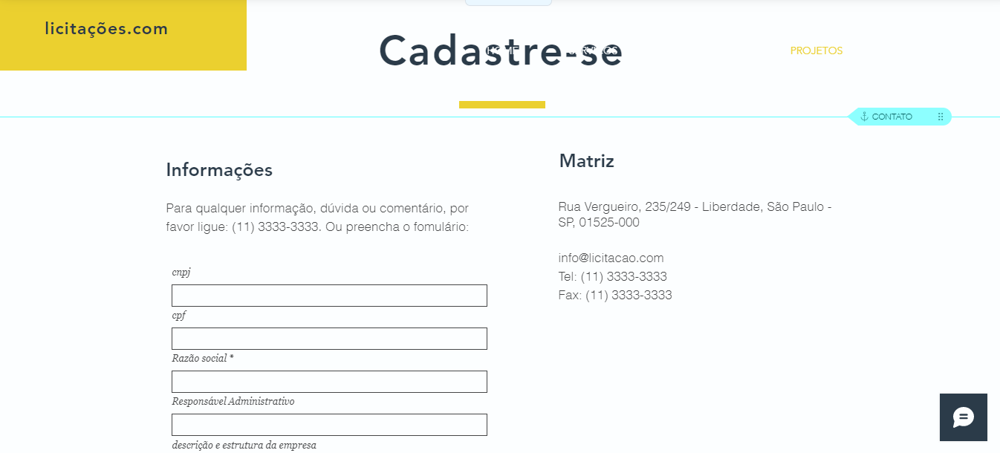 licitações.com
Cadastre-se
HOME
SERVIÇOS
PROJETOS
CONTATO
Informações
Para qualquer informação, dúvida ou comentário, por
favor ligue: (11) 3333-3333. Ou preencha o fomulário:
cnpj
cpf
Razão social *
Responsável Administrativo
descrição e estrutura da empresa
Matriz
Rua Vergueiro, 235/249 - Liberdade, São Paulo -
SP, 01525-000
info@licitacao.com
Tel: (11) 3333-3333
Fax: (11) 3333-3333